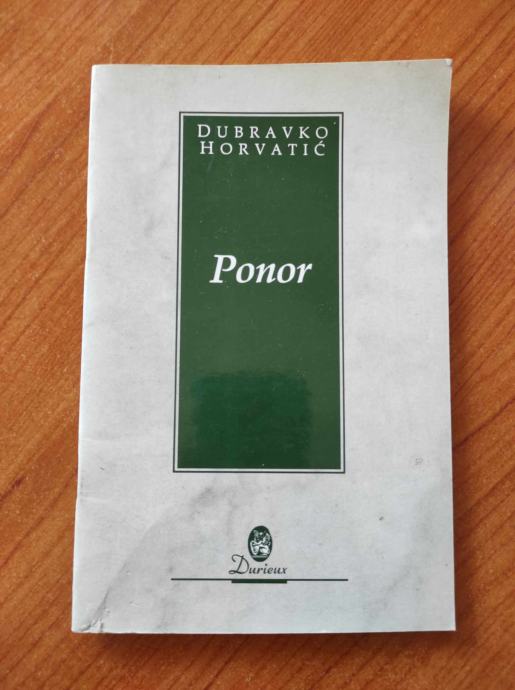 DUBRAVKO
HORVATIĆ
Ponor
Durieux